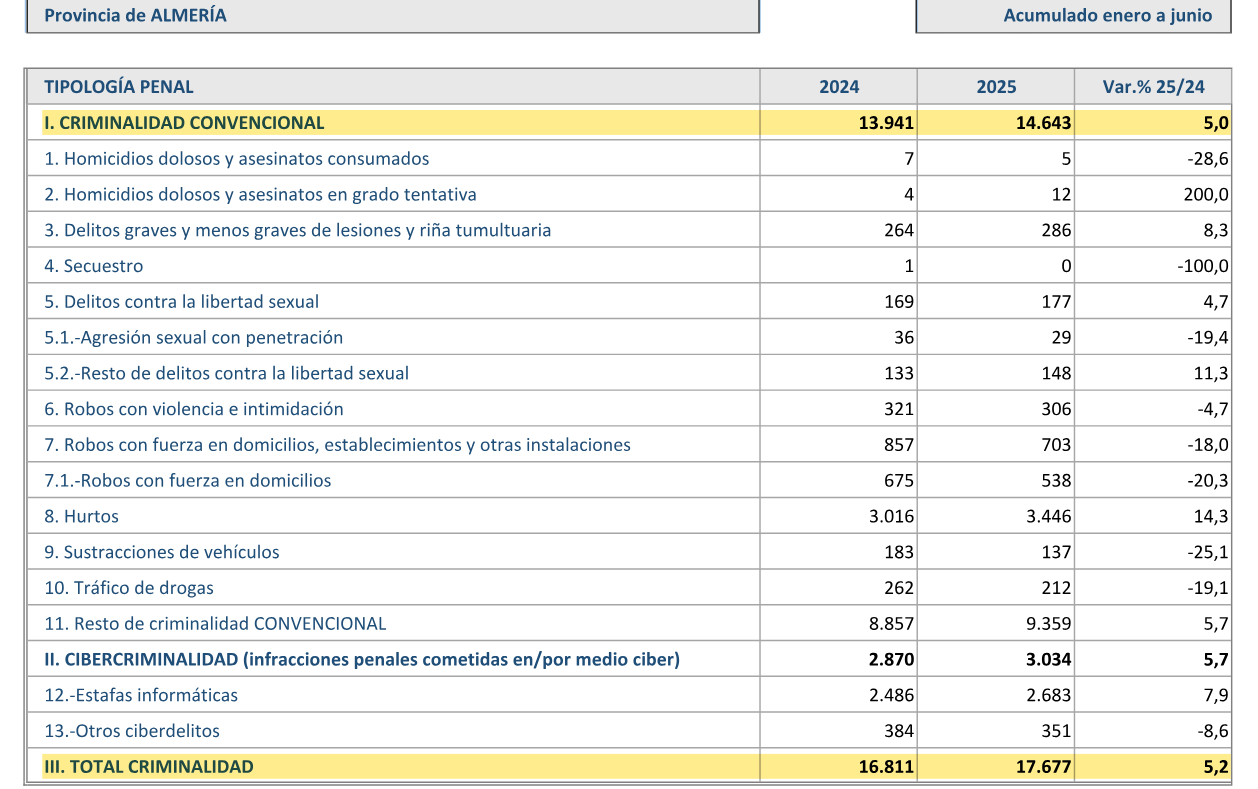 Provincia de ALMERÍA Acumulado enero a junio
TIPOLOGÍA PENAL 2024 2025 Var.% 25/24
I. CRIMINALIDAD CONVENCIONAL 13.941 14.643 5,0
1. Homicidios dolosos y asesinatos consumados 7 5 -28,6
2. Homicidios dolosos y asesinatos en grado tentativa 4 12 200,0
3. Delitos graves y menos graves de lesiones y riña tumultuaria 264 286 8,3
4. Secuestro 1 0 -100,0
5. Delitos contra la libertad sexual 169 177 4,7
5.1.-Agresión sexual con penetración 36 29 -19,4
5.2.-Resto de delitos contra la libertad sexual 133 148 11,3
6. Robos con violencia e intimidación 321 306 -4,7
7. Robos con fuerza en domicilios, establecimientos y otras instalaciones 857 703 -18,0
7.1.-Robos con fuerza en domicilios 675 538 -20,3
8. Hurtos 3.016 3.446 14,3
9. Sustracciones de vehículos 183 137 -25,1
10. Tráfico de drogas 262 212 -19,1
11. Resto de criminalidad CONVENCIONAL 8.857 9.359 5,7
II. CIBERCRIMINALIDAD (infracciones penales cometidas en/por medio ciber) 2.870 3.034 5,7
12.-Estafas informáticas 2.486 2.683 7,9
13.-Otros ciberdelitos 384 351 -8,6
III. TOTAL CRIMINALIDAD 16.811 17.677 5,2